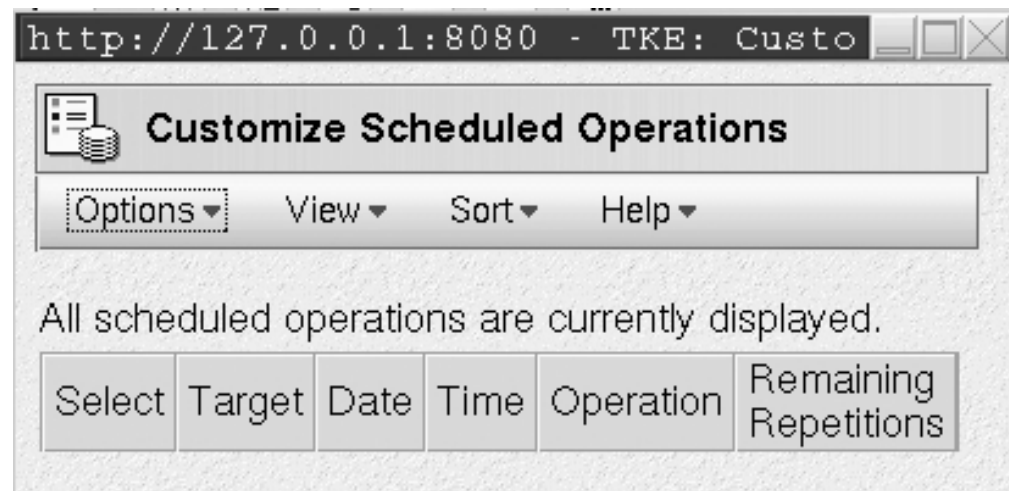 http://127.0.0.1:8080 - TKE: Custo
Customize Scheduled Operations
Options View Sort Help
All scheduled operations are currently displayed.
Select Target Date Time Operation Remaining Repetitions